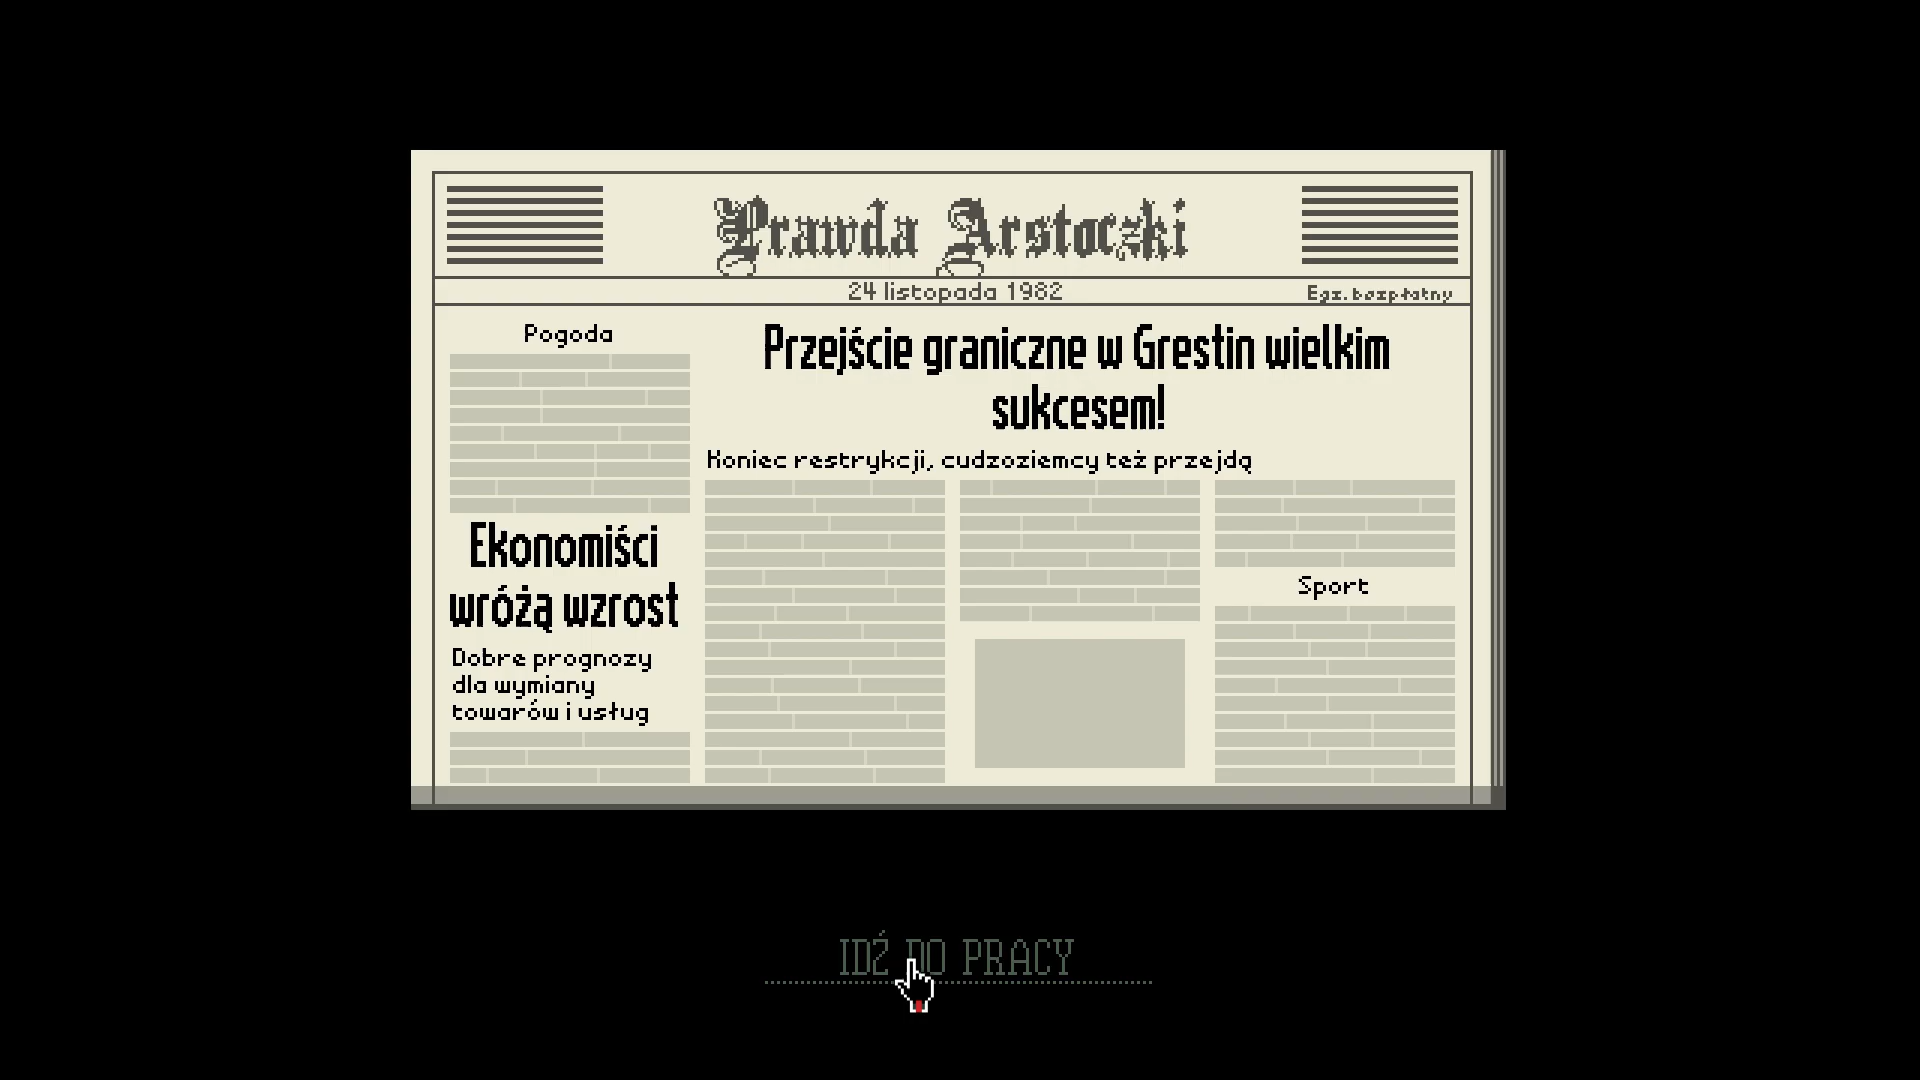 Prawda Arstoczki
24 listopada 1982
Egz. bezpłatny
Pogoda
Ekonomiści
wróżą wzrost
Dobre prognozy
dla wymiany
towarów i usług
Przejście graniczne w Grestin wielkim
sukcesem!
Koniec restrykcji, cudzoziemcy też przejdą
Sport
IDŹ DO PRACY